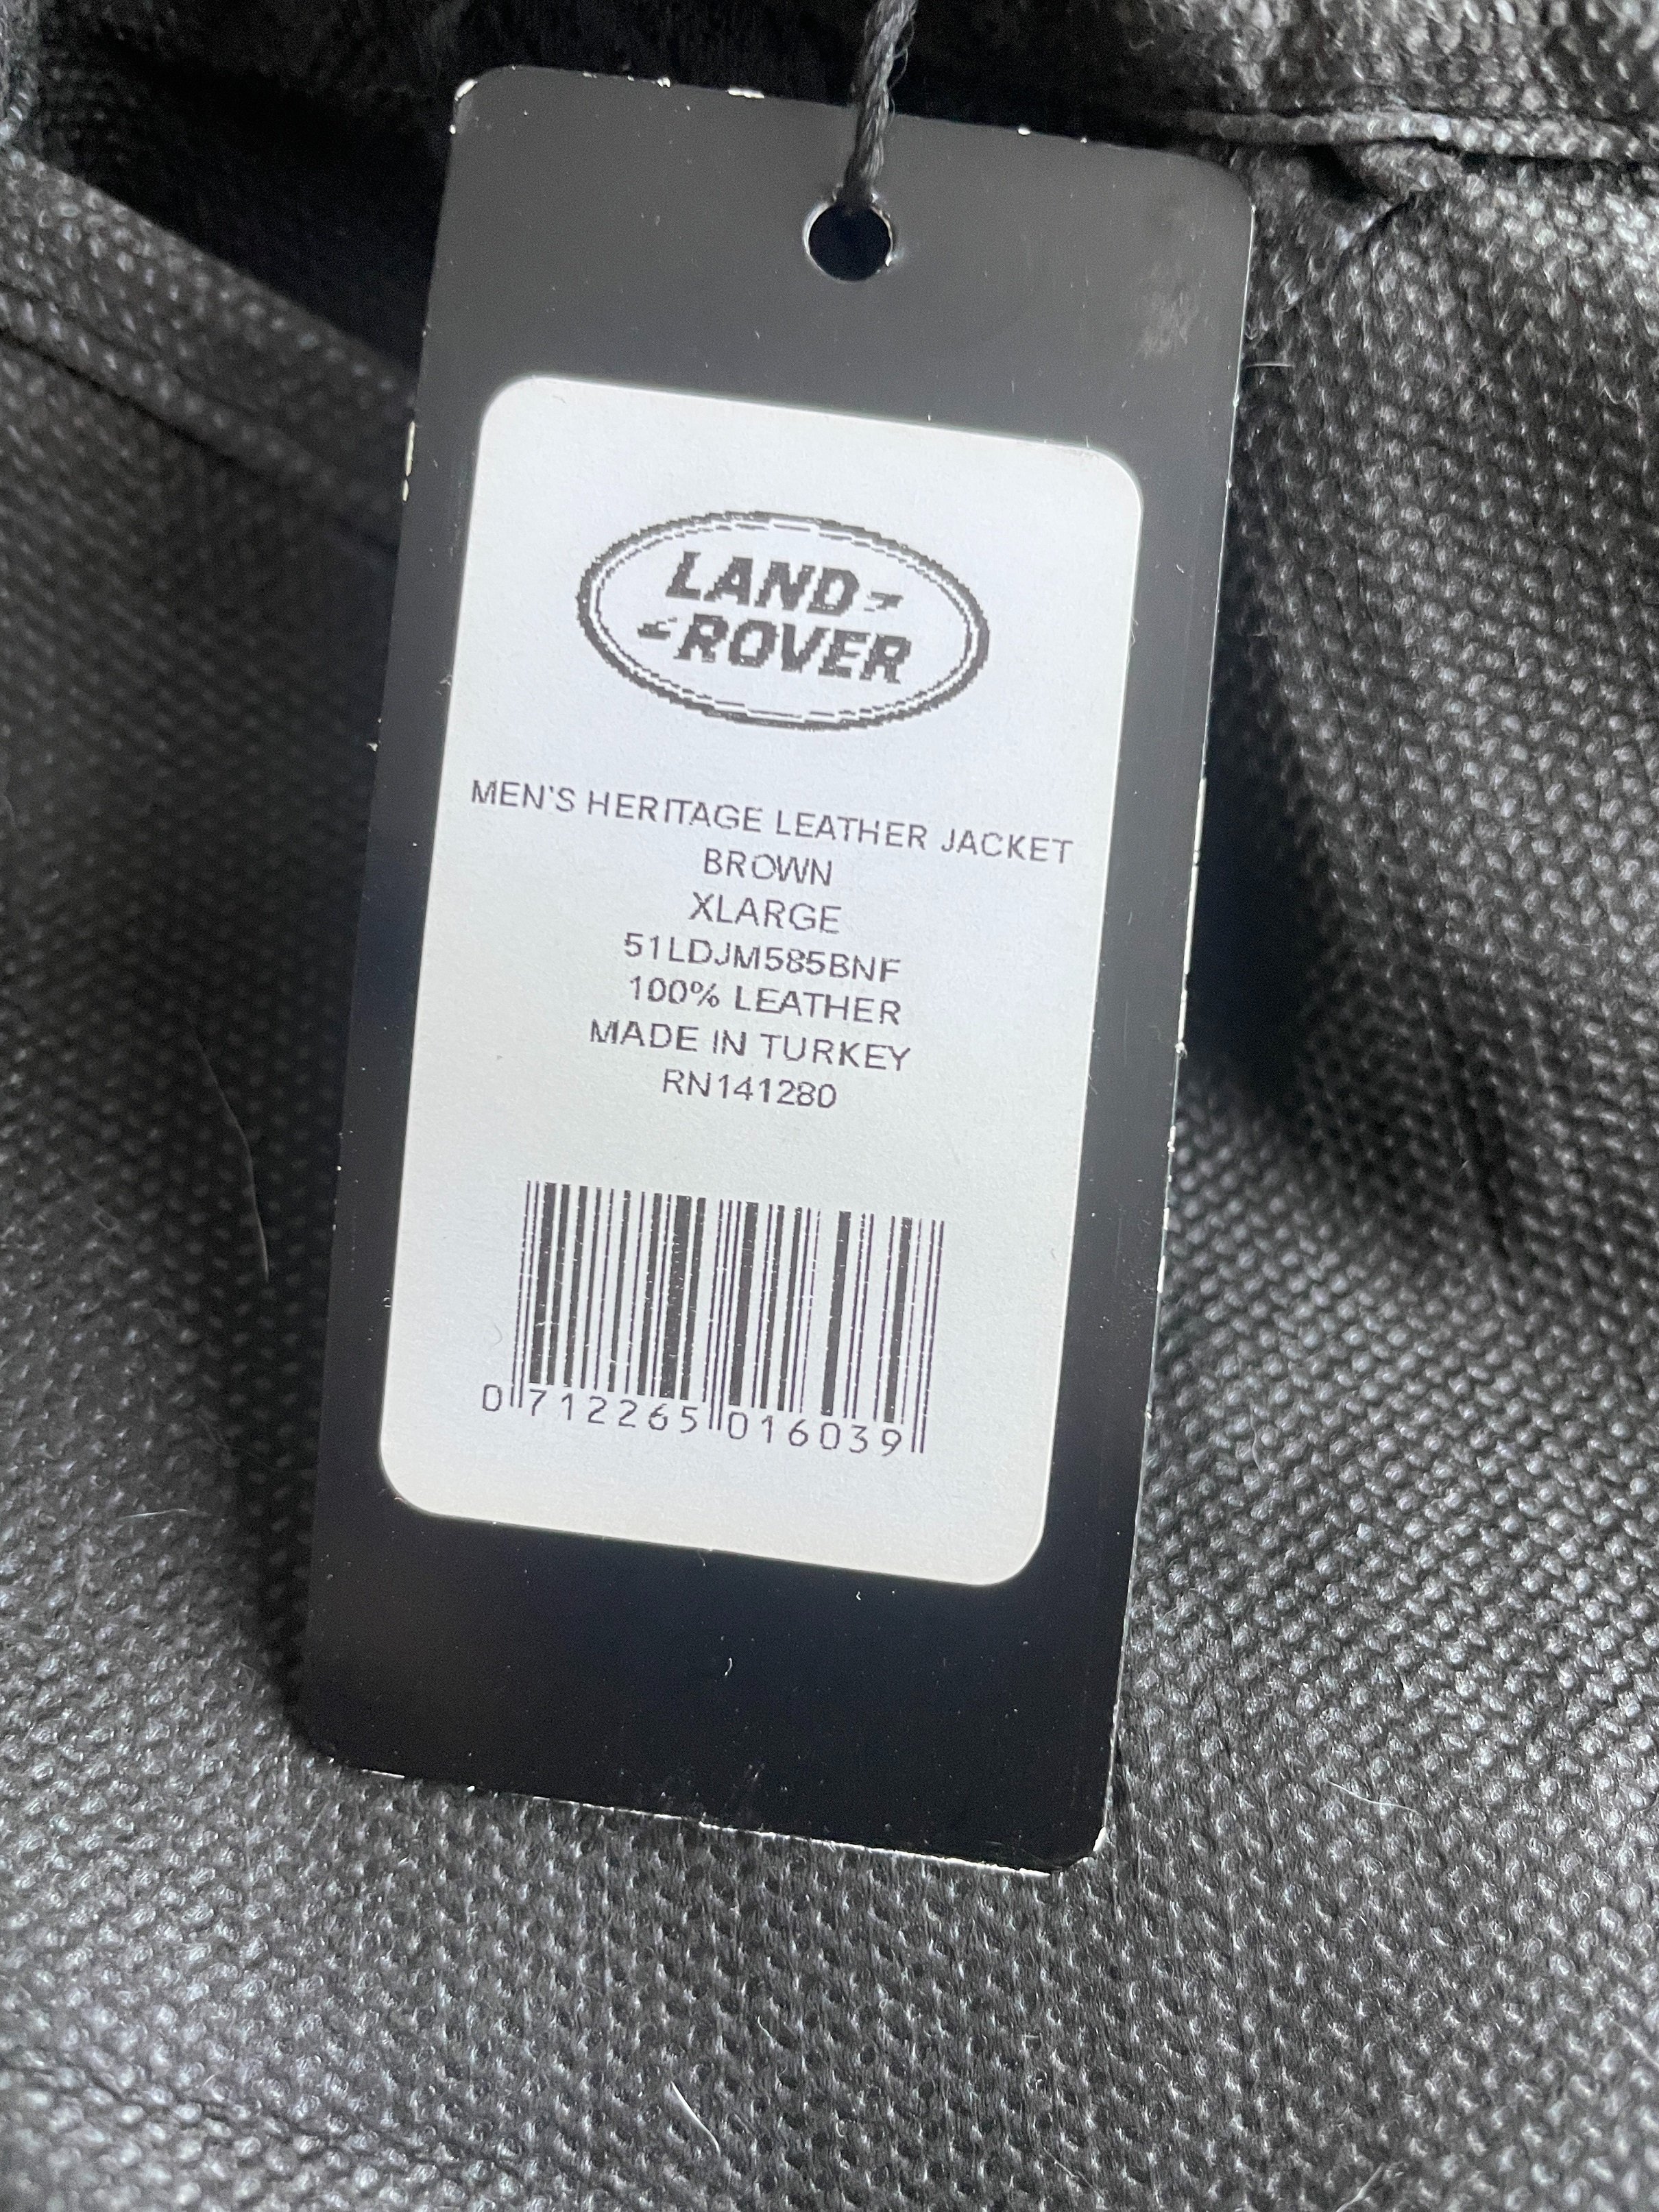 LAND
ROVER
MEN'S HERITAGE LEATHER JACKET
BROWN
XLARGE
51LDJM585BNF
100% LEATHER
MADE IN TURKEY
RN141280
0 712265 016039